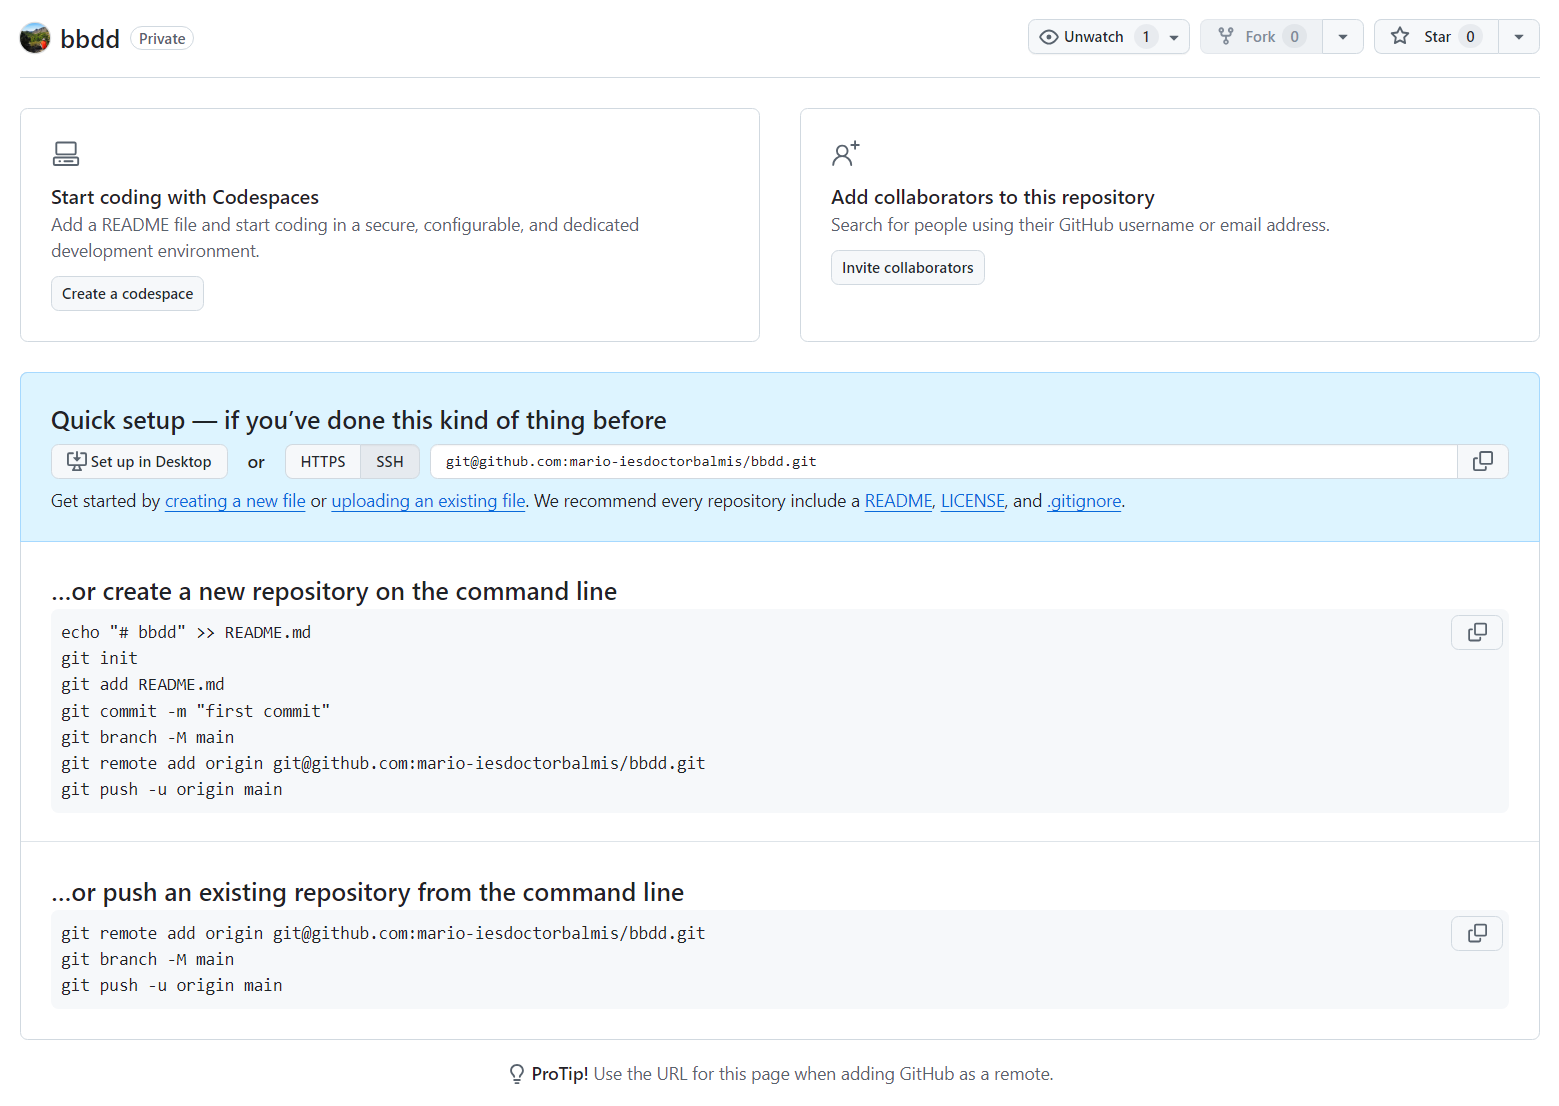 bbdd Private
Unwatch 1
Fork 0
Star 0
Start coding with Codespaces
Add a README file and start coding in a secure, configurable, and dedicated
development environment.
Create a codespace
Add collaborators to this repository
Search for people using their GitHub username or email address.
Invite collaborators
Quick setup — if you’ve done this kind of thing before
Set up in Desktop or HTTPS SSH git@github.com:mario-iesdoctorbalmis/bbdd.git
Get started by creating a new file or uploading an existing file. We recommend every repository include a README, LICENSE, and .gitignore.
…or create a new repository on the command line
echo "# bbdd" >> README.md
git init
git add README.md
git commit -m "first commit"
git branch -M main
git remote add origin git@github.com:mario-iesdoctorbalmis/bbdd.git
git push -u origin main
…or push an existing repository from the command line
git remote add origin git@github.com:mario-iesdoctorbalmis/bbdd.git
git branch -M main
git push -u origin main
ProTip! Use the URL for this page when adding GitHub as a remote.